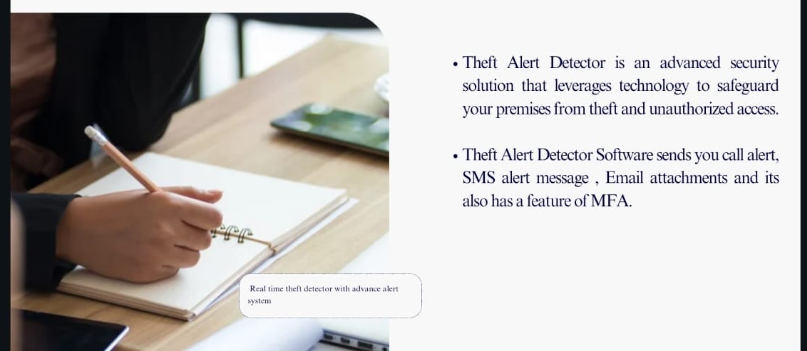 • Theft Alert Detector is an advanced security
solution that leverages technology to safeguard
your premises from theft and unauthorized access.
• Theft Alert Detector Software sends you call alert,
SMS alert message , Email attachments and its
also has a feature of MFA.
Real time theft detector with advance alert
system